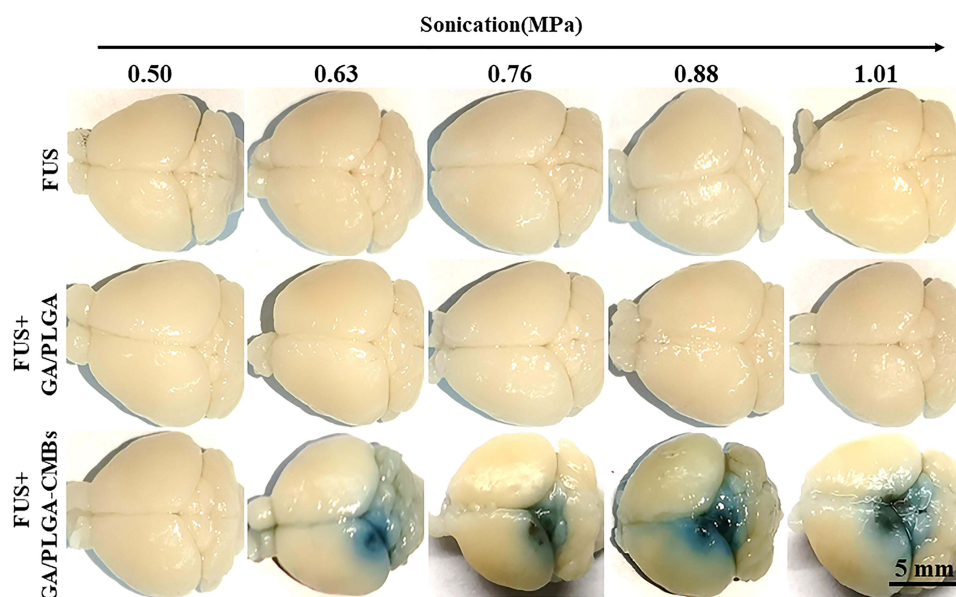 Sonication(MPa)
0.50 0.63 0.76 0.88 1.01
FUS
FUS+
GA/PLGA
FUS+
GA/PLGA-CMBs
5 mm